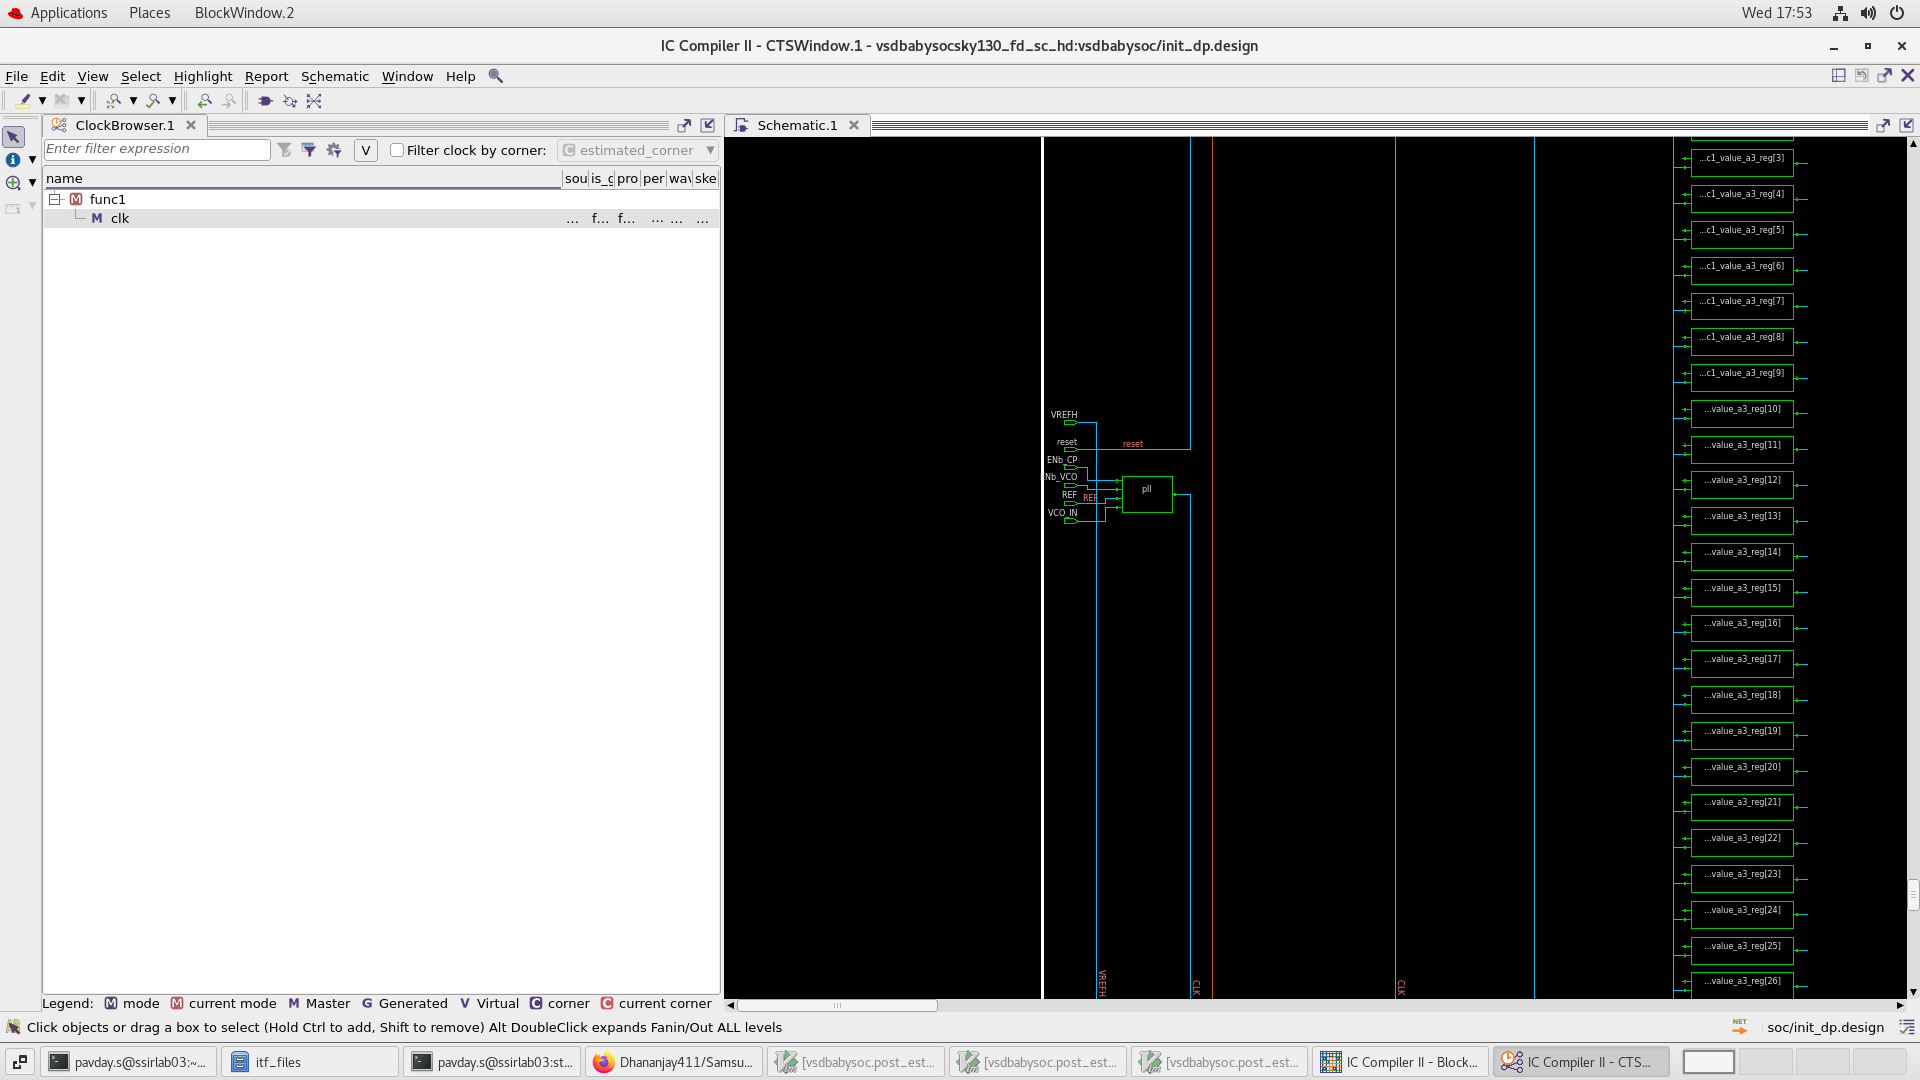 Applications Places BlockWindow.2 Wed 17:53
IC Compiler II - CTSWindow.1 - vsdbabysocsky130_fd_sc_hd:vsdbabysoc/init_dp.design
File Edit View Select Highlight Report Schematic Window Help
ClockBrowser.1
Enter filter expression V Filter clock by corner: C estimated_corner
name sou is_g pro per wav ske
M func1
M clk ... f... f... ... ... ...
Schematic.1
...c1_value_a3_reg[3]
...c1_value_a3_reg[4]
...c1_value_a3_reg[5]
...c1_value_a3_reg[6]
...c1_value_a3_reg[7]
...c1_value_a3_reg[8]
...c1_value_a3_reg[9]
...value_a3_reg[10]
...value_a3_reg[11]
...value_a3_reg[12]
...value_a3_reg[13]
...value_a3_reg[14]
...value_a3_reg[15]
...value_a3_reg[16]
...value_a3_reg[17]
...value_a3_reg[18]
...value_a3_reg[19]
...value_a3_reg[20]
...value_a3_reg[21]
...value_a3_reg[22]
...value_a3_reg[23]
...value_a3_reg[24]
...value_a3_reg[25]
...value_a3_reg[26]
VREFH
reset reset
ENb_CP
Nb_VCO
REF REF
VCO_IN
pll
VREFH
CLK
CLK
Legend: M mode M current mode M Master G Generated V Virtual C corner C current corner
Click objects or drag a box to select (Hold Ctrl to add, Shift to remove) Alt DoubleClick expands Fanin/Out ALL levels NET soc/init_dp.design
pavday.s@ssirlab03:~... itf_files pavday.s@ssirlab03:st... Dhananjay411/Samsu... [vsdbabysoc.post_est... [vsdbabysoc.post_est... [vsdbabysoc.post_est... IC Compiler II - Block... IC Compiler II - CTS...